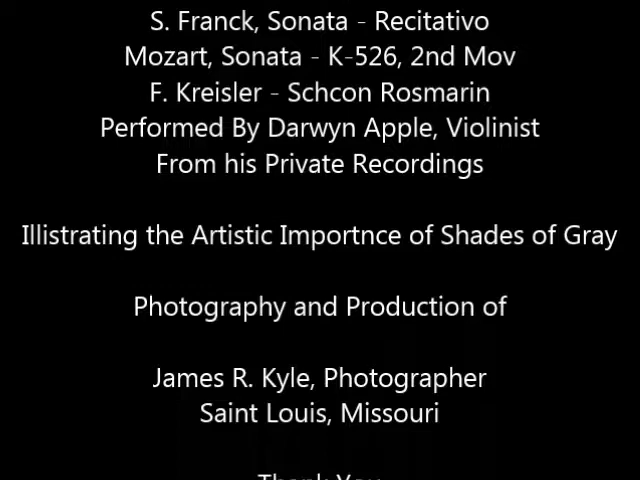 S. Franck, Sonata - Recitativo
Mozart, Sonata - K-526, 2nd Mov
F. Kreisler - Schcon Rosmarin
Performed By Darwyn Apple, Violinist
From his Private Recordings
Illistrating the Artistic Importnce of Shades of Gray
Photography and Production of
James R. Kyle, Photographer
Saint Louis, Missouri
Thank You